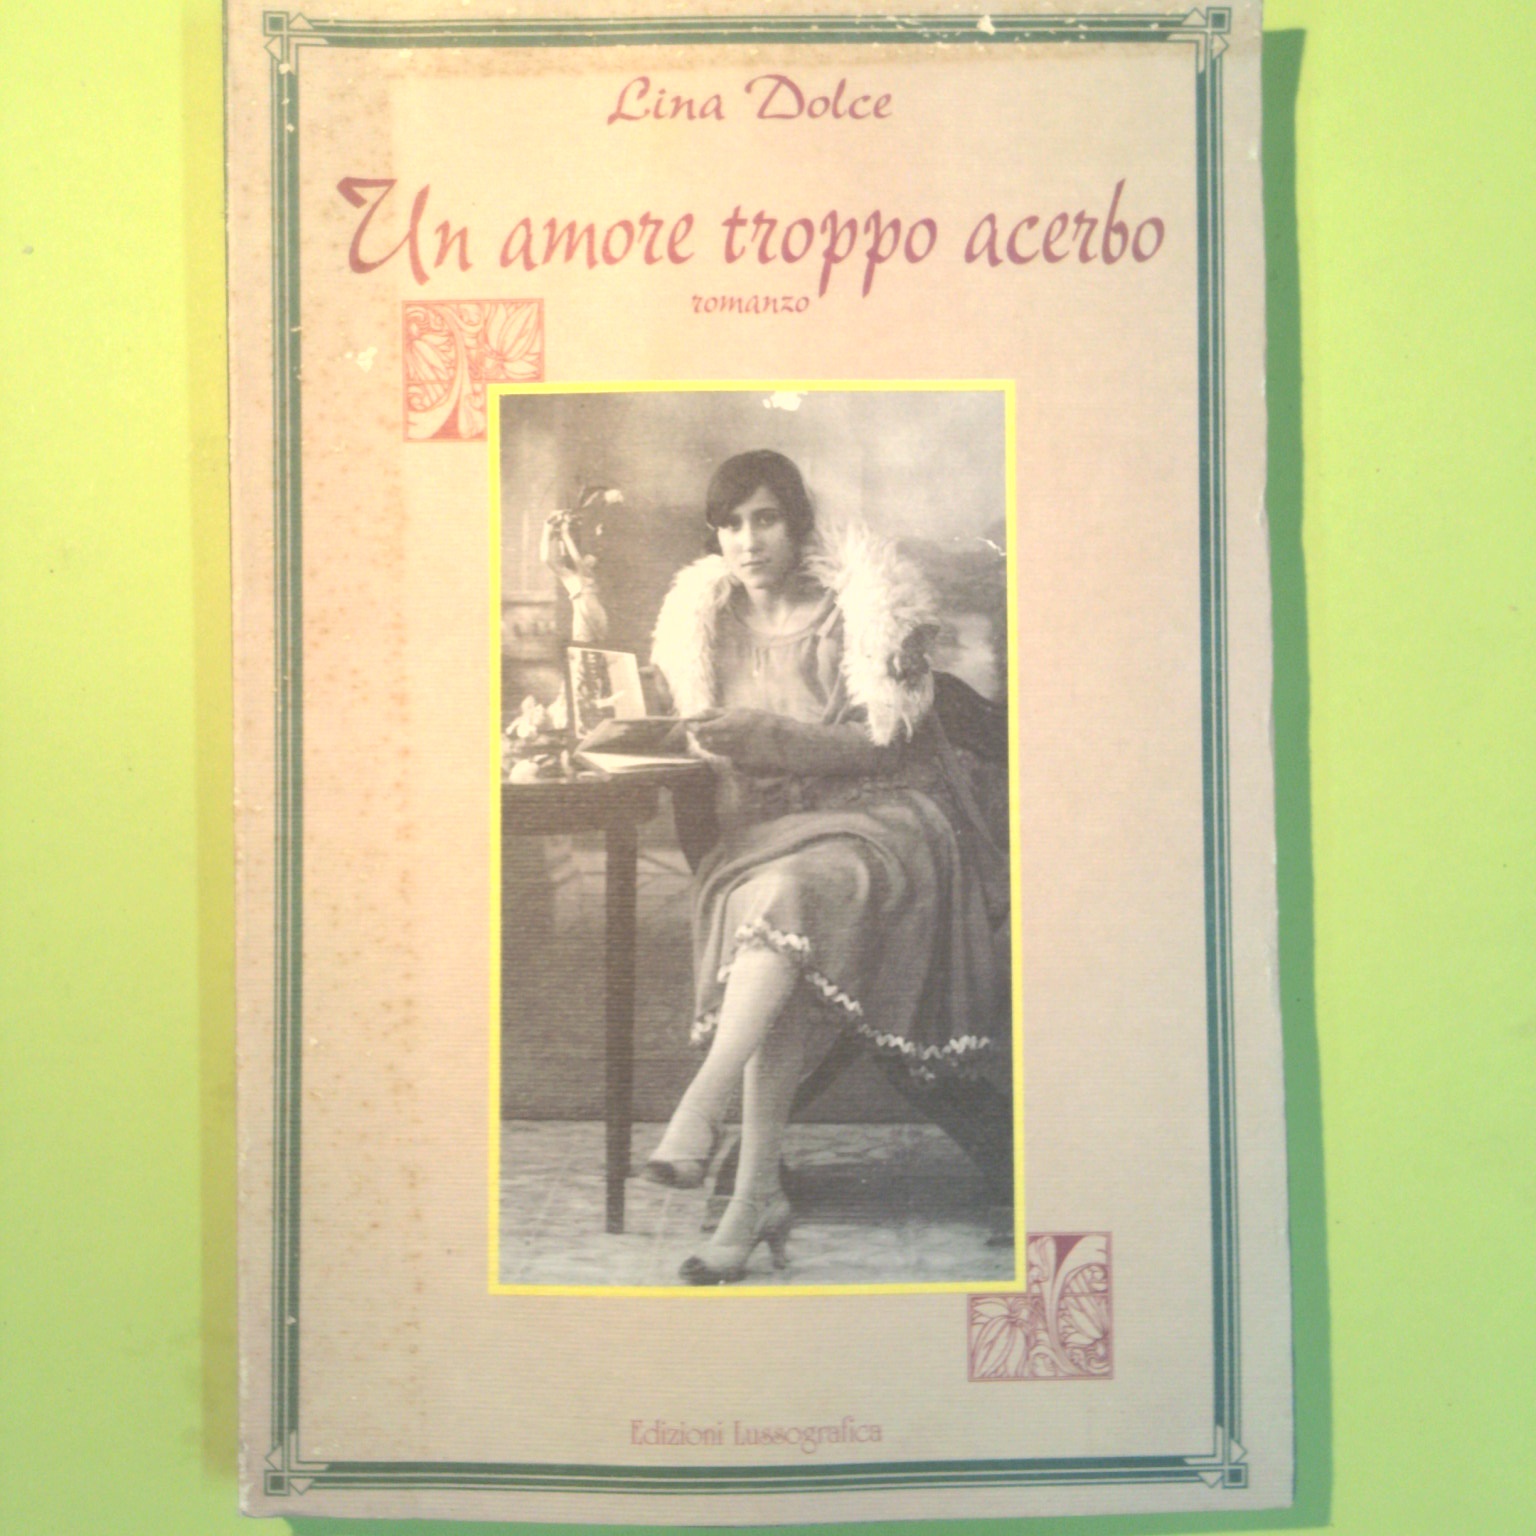 Lina Dolce
Un amore troppo acerbo
romanzo
Edizioni Lussografica